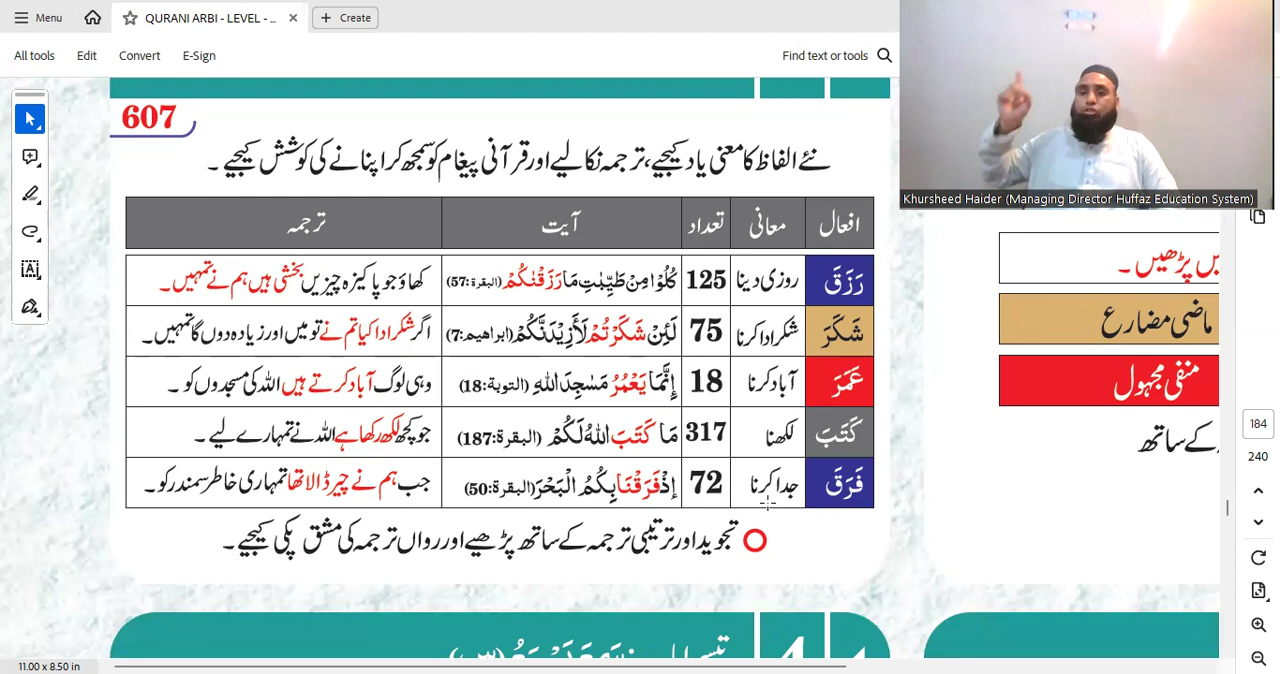 Menu
QURANI ARBI - LEVEL - ...
Create
All tools Edit Convert E-Sign
Find text or tools
607
نئے الفاظ کا معنی یاد کیجیے، ترجمہ نکالیے اور قرآنی پیغام کو سمجھ کر اپنانے کی کوشش کیجیے۔
افعال معانی تعداد آیت ترجمہ
رَزَقَ روزی دینا 125 كُلُوْا مِنْ طَيِّبٰتِ مَا رَزَقْنٰكُمْ (البقرة:57) کھاؤ جو پاکیزہ چیزیں بخشی ہیں ہم نے تمہیں۔
شَكَرَ شکر ادا کرنا 75 لَئِنْ شَكَرْتُمْ لَأَزِيْدَنَّكُمْ (ابراهيم:7) اگر شکر ادا کیا تم نے تو میں اور زیادہ دوں گا تمہیں۔
عَمَرَ آباد کرنا 18 إِنَّمَا يَعْمُرُ مَسٰجِدَ اللهِ (التوبة:18) وہی لوگ آباد کرتے ہیں اللہ کی مسجدوں کو۔
كَتَبَ لکھنا 317 مَا كَتَبَ اللهُ لَكُمْ (البقرة:187) جو کچھ لکھ رکھا ہے اللہ نے تمہارے لیے۔
فَرَقَ جدا کرنا 72 إِذْ فَرَقْنَا بِكُمُ الْبَحْرَ (البقرة:50) جب ہم نے چیر ڈالا تھا تمہاری خاطر سمندر کو۔
تجوید اور ترتیبی ترجمہ کے ساتھ پڑھیے اور رواں ترجمہ کی مشق پکی کیجیے۔
Khursheed Haider (Managing Director Huffaz Education System)
پڑھیں۔
ماضی مضارع
منفی مجہول
کے ساتھ
184
240
11.00 x 8.50 in